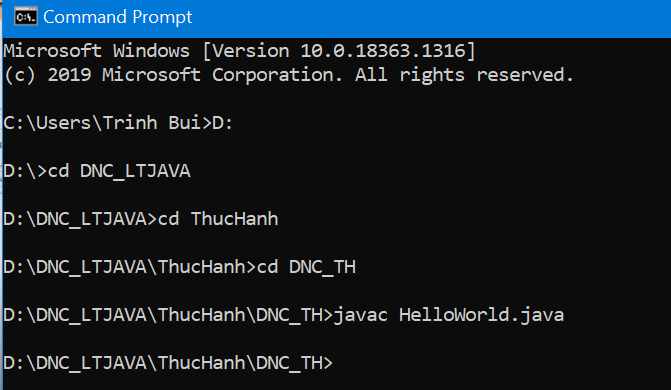 Command Prompt
Microsoft Windows [Version 10.0.18363.1316]
(c) 2019 Microsoft Corporation. All rights reserved.
C:\Users\Trinh Bui>D:
D:\>cd DNC_LTJAVA
D:\DNC_LTJAVA>cd ThucHanh
D:\DNC_LTJAVA\ThucHanh>cd DNC_TH
D:\DNC_LTJAVA\ThucHanh\DNC_TH>javac HelloWorld.java
D:\DNC_LTJAVA\ThucHanh\DNC_TH>